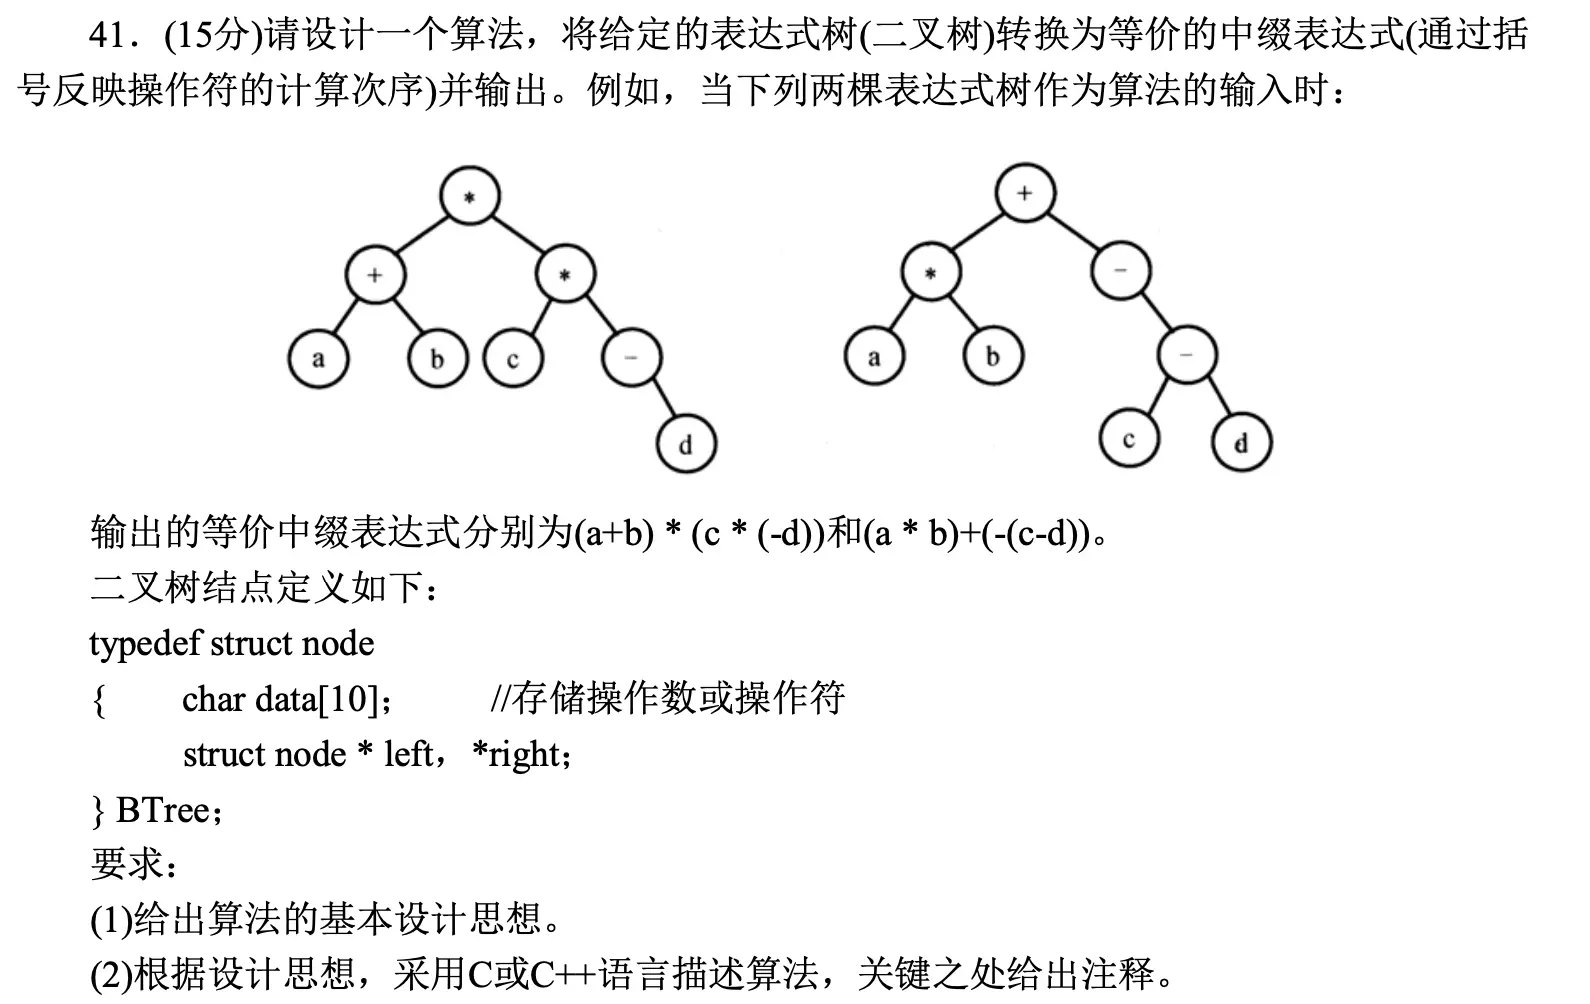 41．(15分)请设计一个算法，将给定的表达式树(二叉树)转换为等价的中缀表达式(通过括
号反映操作符的计算次序)并输出。例如，当下列两棵表达式树作为算法的输入时：
* +
+ * * -
a b c - a b -
d c d
输出的等价中缀表达式分别为(a+b) * (c * (-d))和(a * b)+(-(c-d))。
二叉树结点定义如下：
typedef struct node
{ char data[10]； //存储操作数或操作符
struct node * left，*right；
} BTree；
要求：
(1)给出算法的基本设计思想。
(2)根据设计思想，采用C或C++语言描述算法，关键之处给出注释。